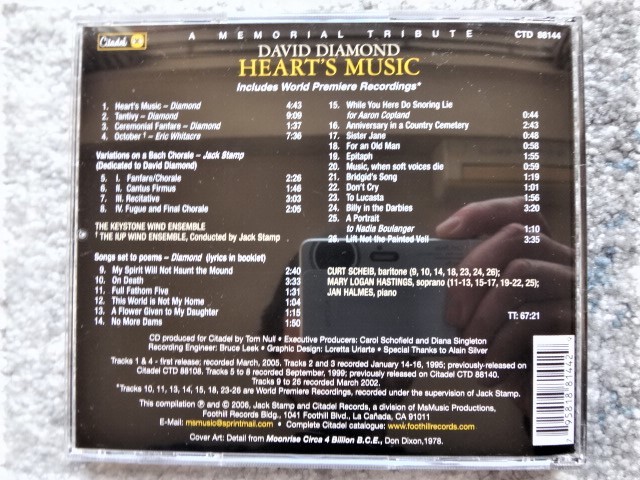 Citadel
A MEMORIAL TRIBUTE
CTD 88144
DAVID DIAMOND
HEART'S MUSIC
Includes World Premiere Recordings*
1. Heart's Music – Diamond 4:43
2. Tantivy – Diamond 9:09
3. Ceremonial Fanfare – Diamond 1:37
4. October ¹ – Eric Whitacre 7:36
Variations on a Bach Chorale – Jack Stamp
(Dedicated to David Diamond)
5. I. Fanfare/Chorale 2:26
6. II. Cantus Firmus 1:46
7. III. Recitative 3:03
8. IV. Fugue and Final Chorale 2:05
THE KEYSTONE WIND ENSEMBLE
¹ THE IUP WIND ENSEMBLE, Conducted by Jack Stamp
Songs set to poems – Diamond (lyrics in booklet)
9. My Spirit Will Not Haunt the Mound 2:40
10. On Death 3:33
11. Full Fathom Five 1:31
12. This World is Not My Home 1:04
13. A Flower Given to My Daughter 1:15
14. No More Dams 1:50
15. While You Here Do Snoring Lie
for Aaron Copland 0:44
16. Anniversary in a Country Cemetery 2:43
17. Sister Jane 0:48
18. For an Old Man 0:58
19. Epitaph 1:55
20. Music, when soft voices die 0:59
21. Bridgid's Song 1:19
22. Don't Cry 1:01
23. To Lucasta 1:56
24. Billy in the Darbies 3:20
25. A Portrait
to Nadia Boulanger 1:10
26. Lift Not the Painted Veil 3:35
CURT SCHEIB, baritone (9, 10, 14, 18, 23, 24, 26);
MARY LOGAN HASTINGS, soprano (11-13, 15-17, 19-22, 25);
JAN HALMES, piano
TT: 67:21
CD produced for Citadel by Tom Null • Executive Producers: Carol Schofield and Diana Singleton
Recording Engineer: Bruce Leek • Graphic Design: Loretta Uriarte • Special Thanks to Alain Silver
Tracks 1 & 4 - first release; recorded March, 2005. Tracks 2 and 3 recorded January 14-16, 1995; previously-released on
Citadel CTD 88108. Tracks 5 to 8 recorded September, 1999; previously-released on Citadel CTD 88140.
Tracks 9 to 26 recorded March 2002.
*Tracks 10, 11, 13, 14, 15, 18, 23-26 are World Premiere Recordings, recorded under the supervision of Jack Stamp.
This compilation ℗ and © 2006, Jack Stamp and Citadel Records, a division of MsMusic Productions,
Foothill Records Bldg., 1041 Foothill Blvd., La Cañada, CA 91011
E-Mail: msmusic@sprintmail.com • Complete Citadel catalogue: www.foothillrecords.com
Cover Art: Detail from Moonrise Circa 4 Billion B.C.E., Don Dixon, 1978.